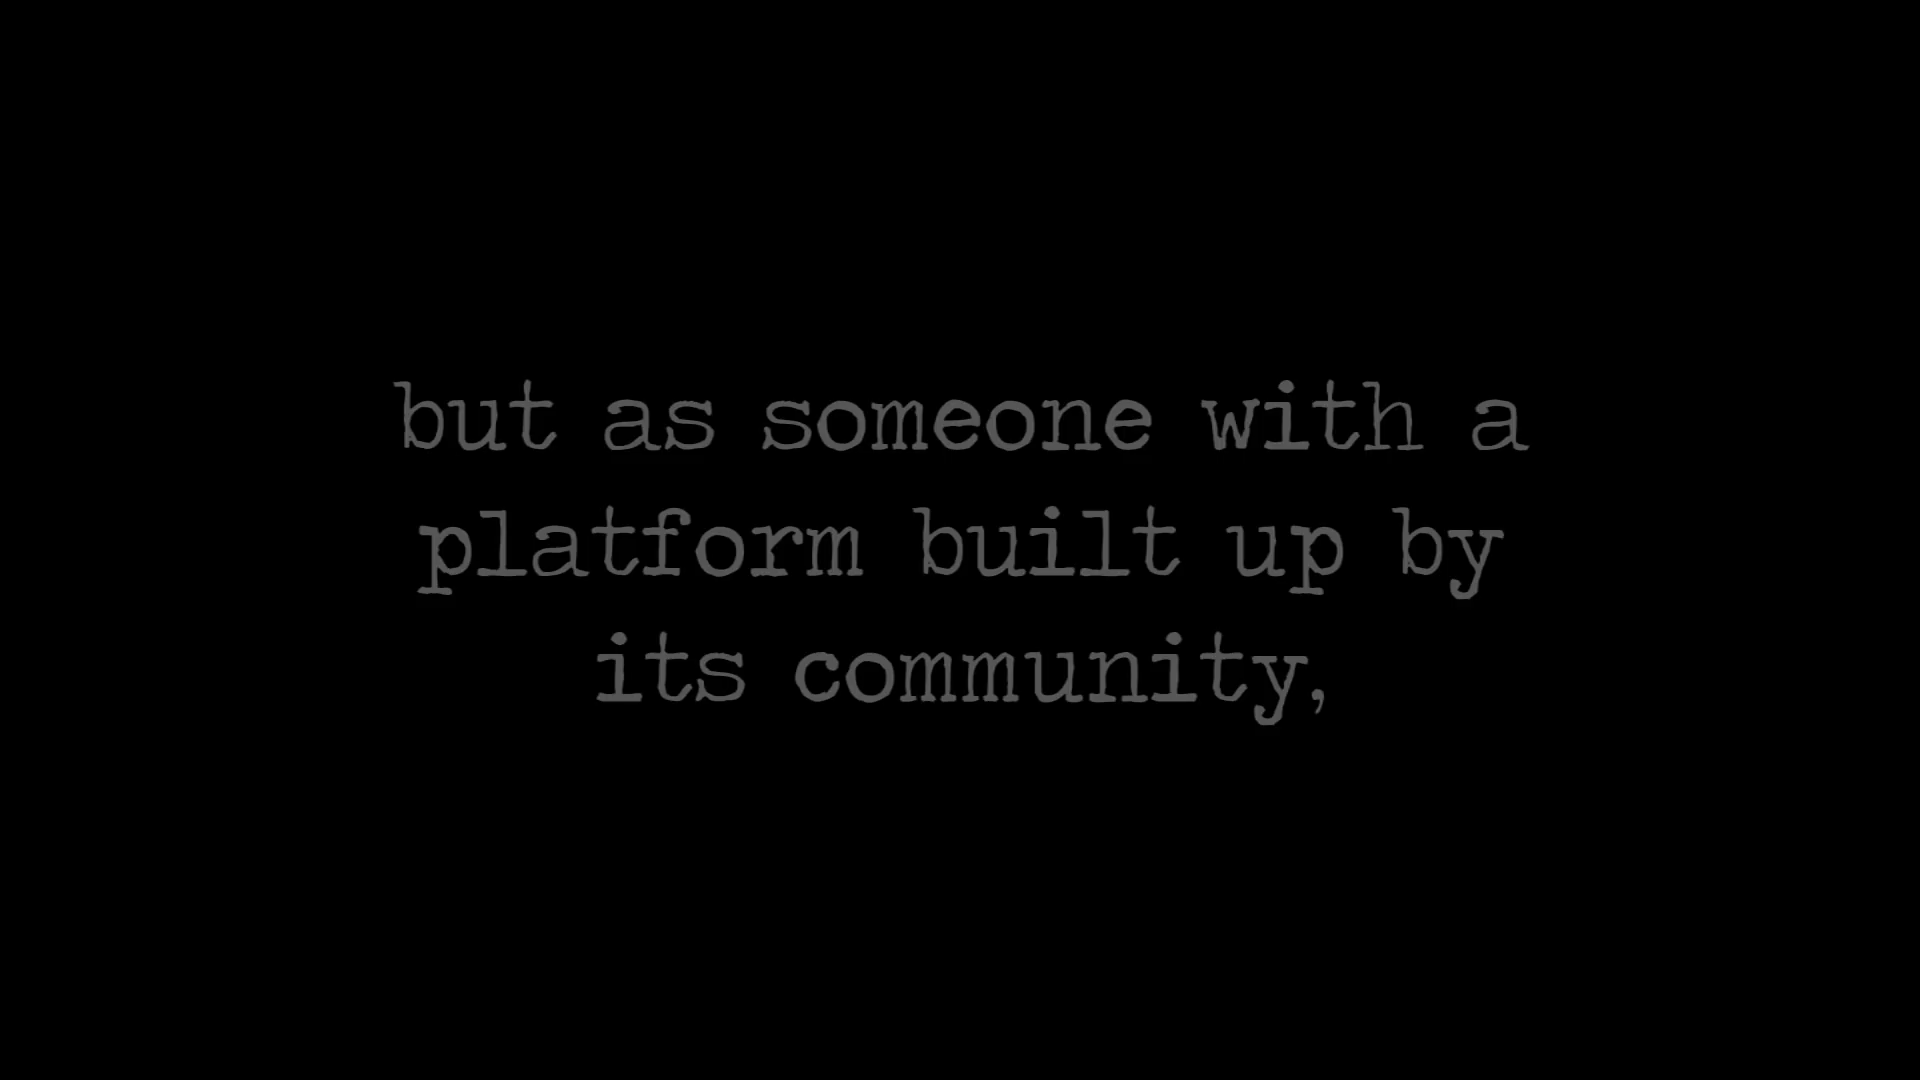 but as someone with a
platform built up by
its community,